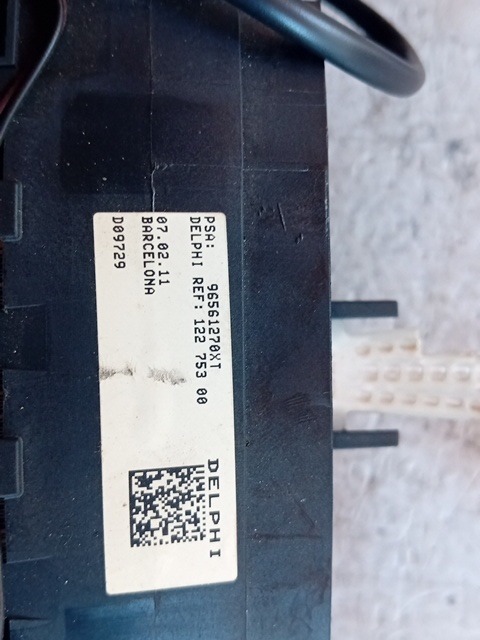 PSA: 96561270XT
DELPHI REF: 122 753 00
07.02.11
BARCELONA
D09729
DELPHI